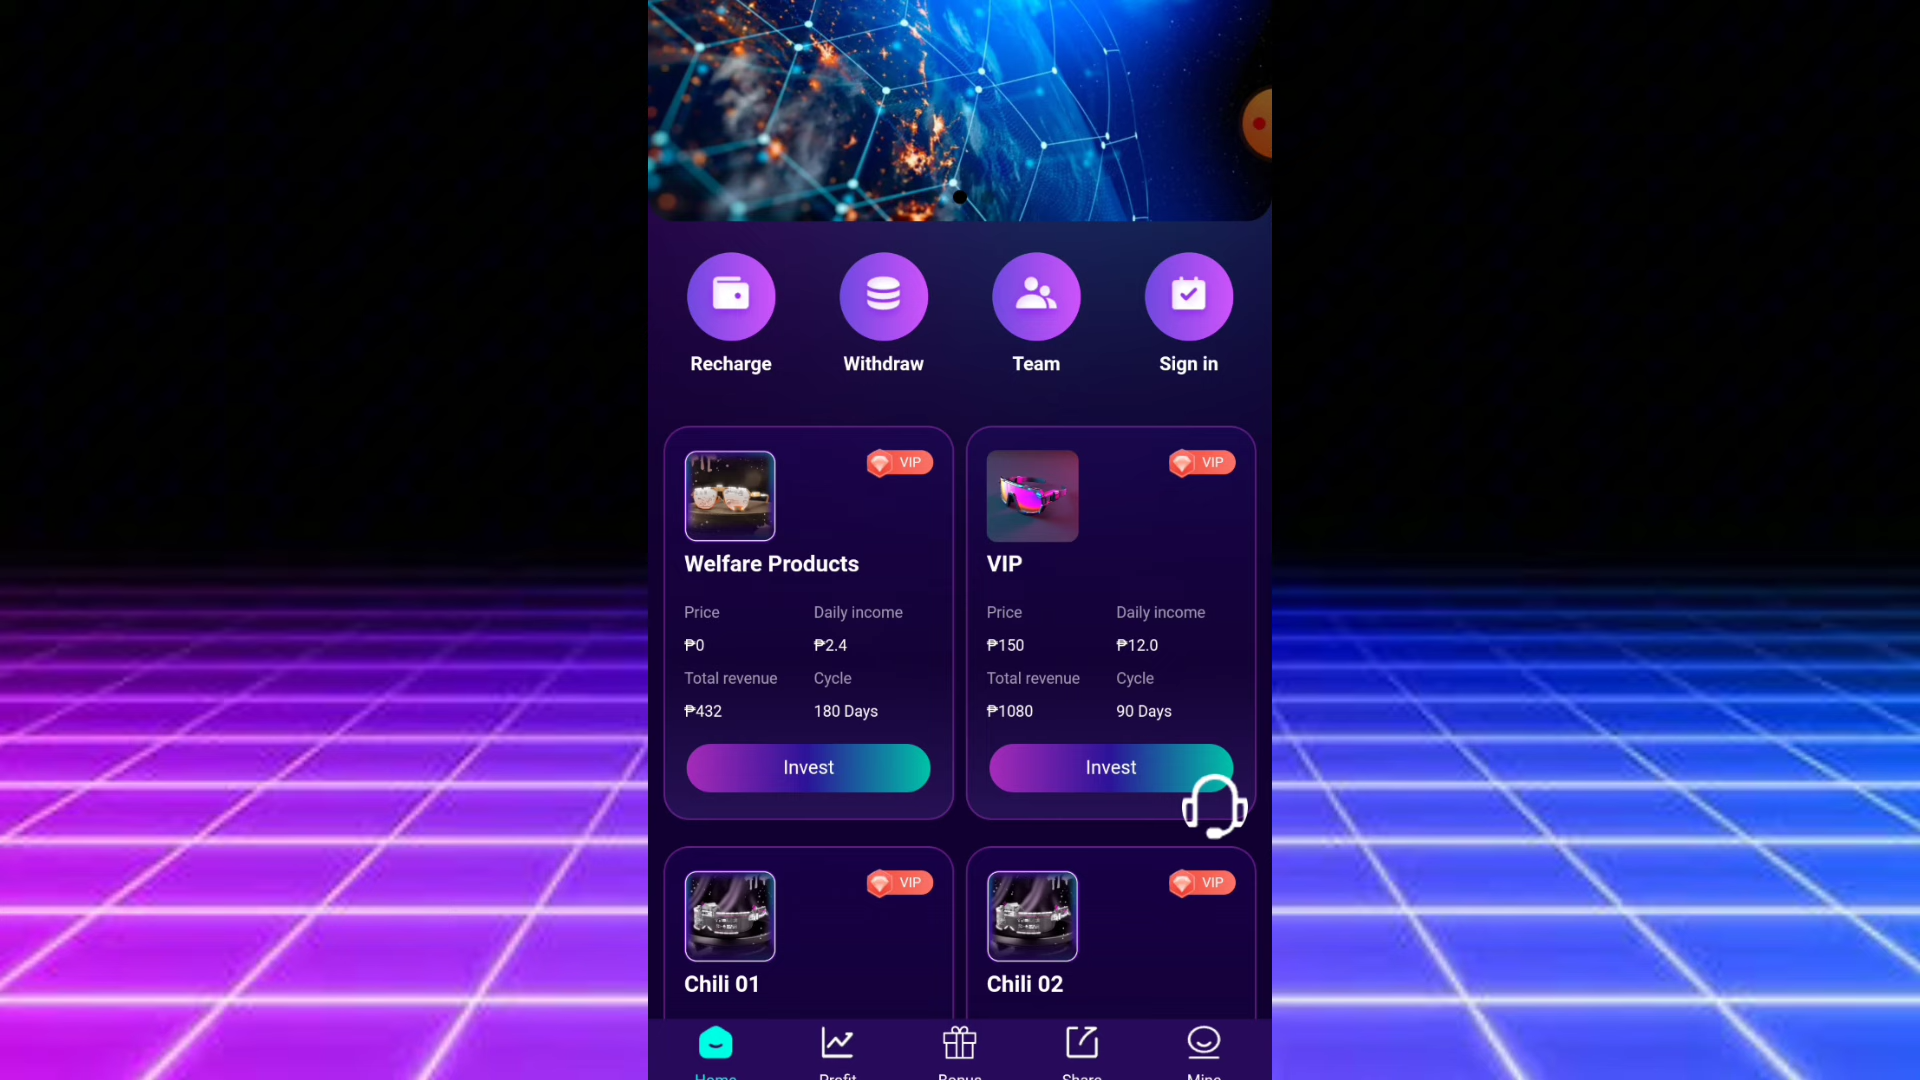 Recharge Withdraw Team Sign in
VIP
Welfare Products
Price Daily income
₱0 ₱2.4
Total revenue Cycle
₱432 180 Days
Invest
VIP
VIP
Price Daily income
₱150 ₱12.0
Total revenue Cycle
₱1080 90 Days
Invest
VIP
Chili 01
VIP
Chili 02
Home Profit Bonus Share Mine